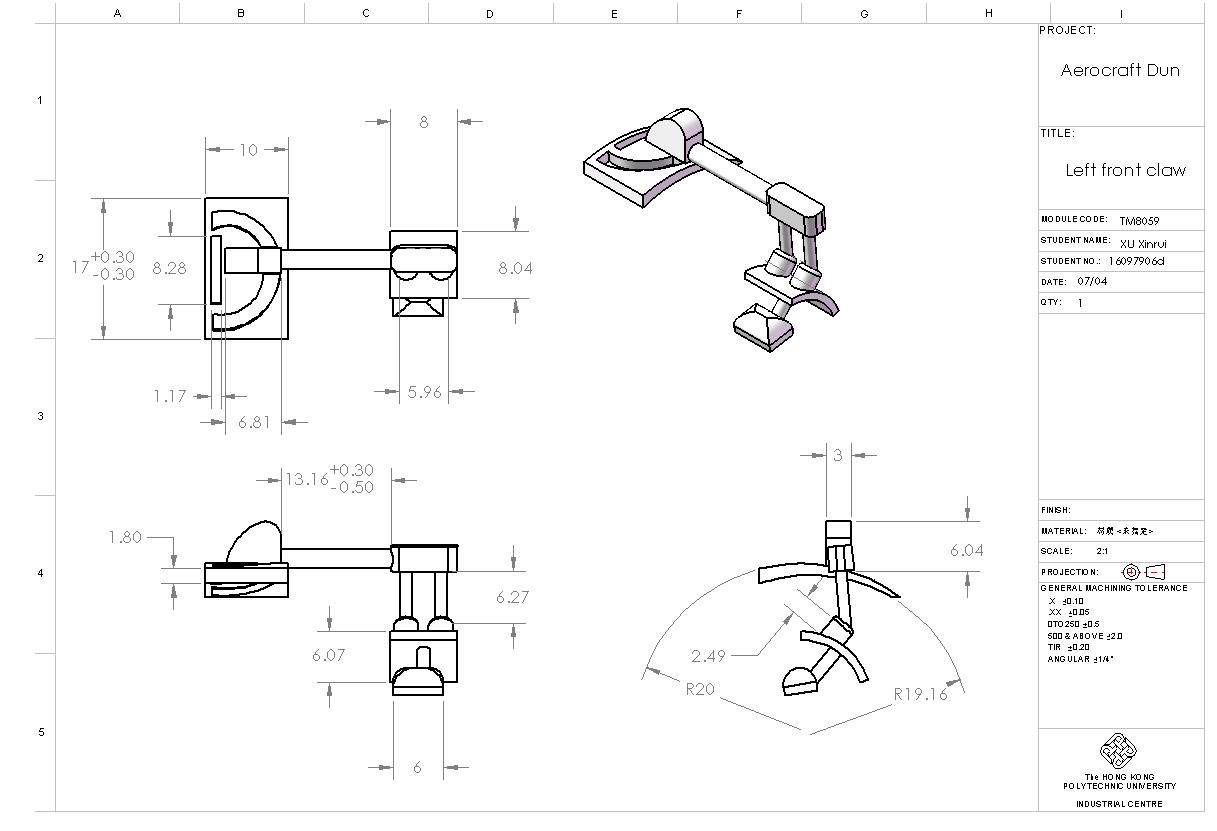 A B C D E F G H I
1
2
3
4
5
8
10
17 +0.30 -0.30
8.28
8.04
1.17
6.81
5.96
13.16 +0.30 -0.50
1.80
6.27
6.07
6
3
6.04
2.49
R20
R19.16
PROJECT:
Aerocraft Dun
TITLE:
Left front claw
MODULE CODE: TM8059
STUDENT NAME: XU Xinrui
STUDENT NO.: 16097906d
DATE: 07/04
QTY: 1
FINISH:
MATERIAL: 材质 <未指定>
SCALE: 2:1
PROJECTION:
GENERAL MACHINING TOLERANCE
.X ±0.10
.XX ±0.05
0TO250 ±0.5
500 & ABOVE ±2.0
TIR ±0.20
ANGULAR ±1/4°
The HONG KONG
POLYTECHNIC UNIVERSITY
INDUSTRIAL CENTRE